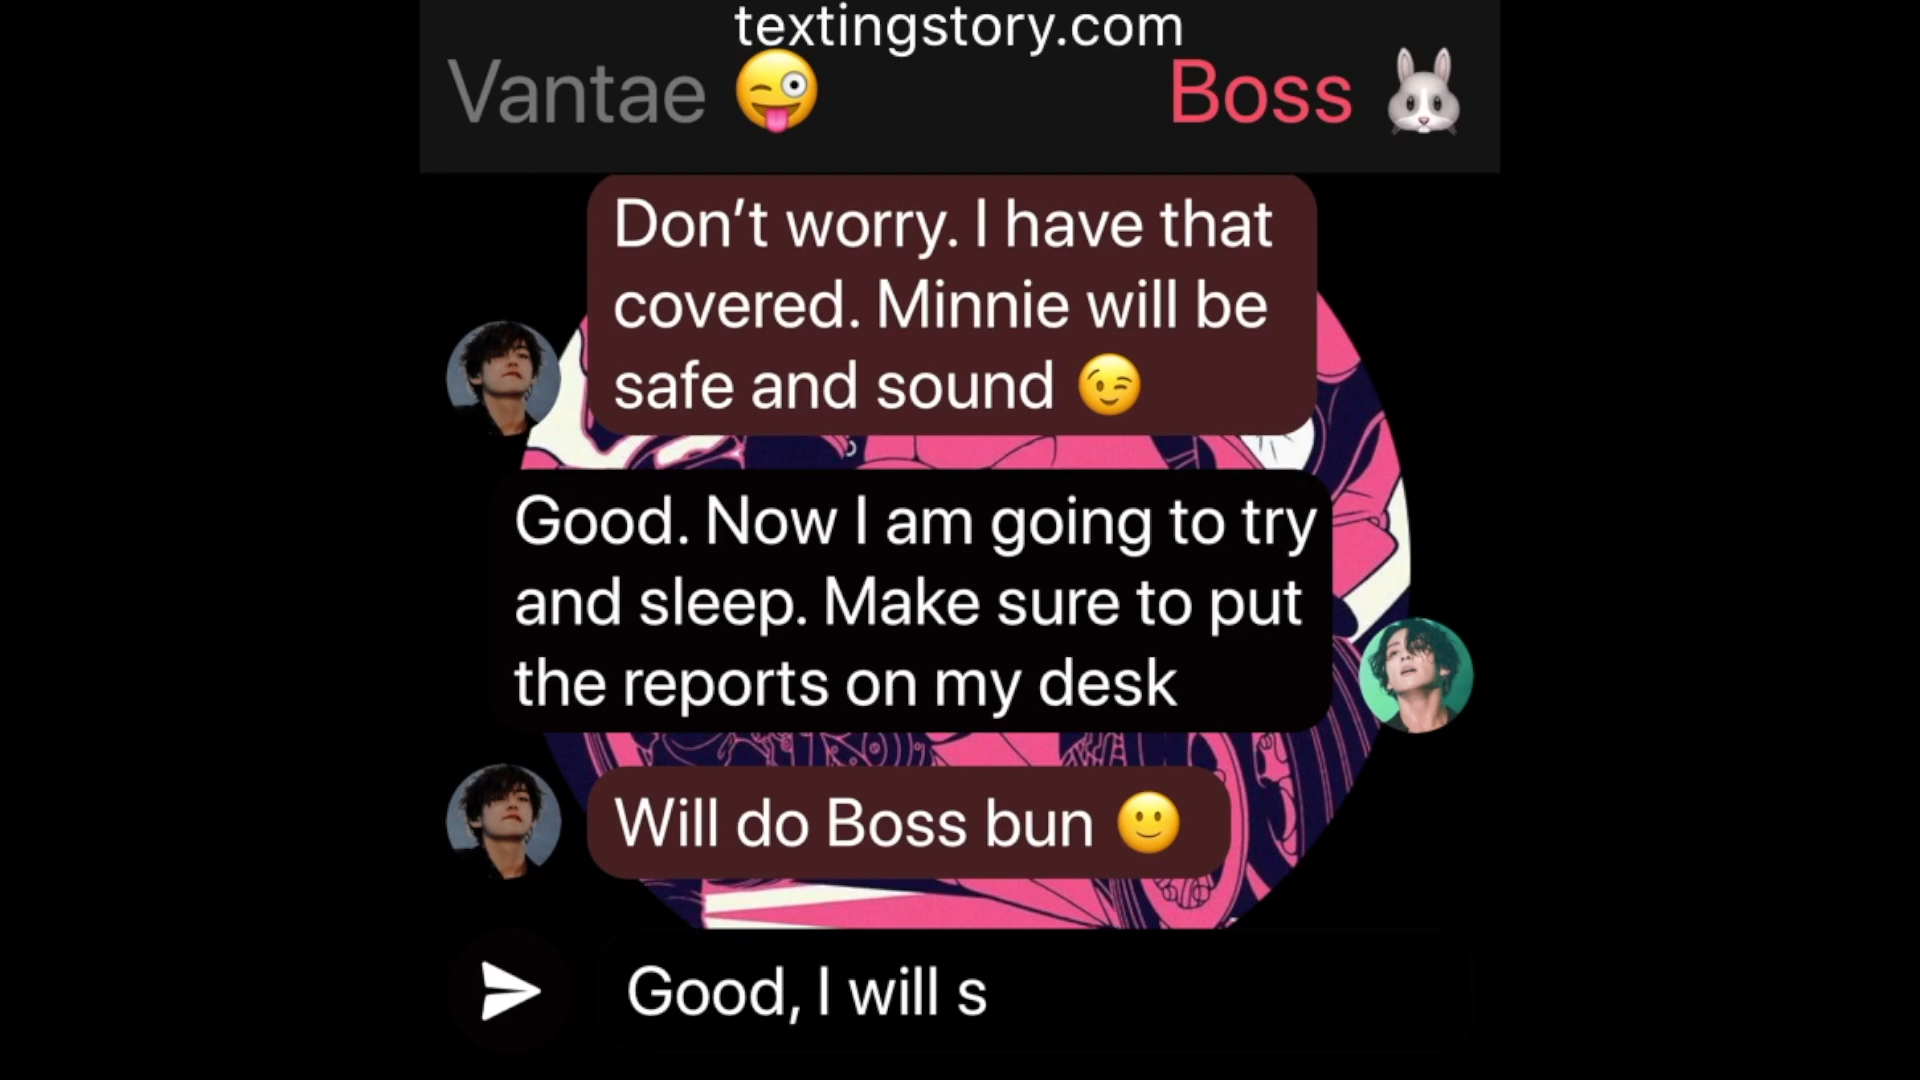 textingstory.com
Vantae 😜 Boss 🐰
Don’t worry. I have that
covered. Minnie will be
safe and sound 😉
Good. Now I am going to try
and sleep. Make sure to put
the reports on my desk
Will do Boss bun 🙂
Good, I will s